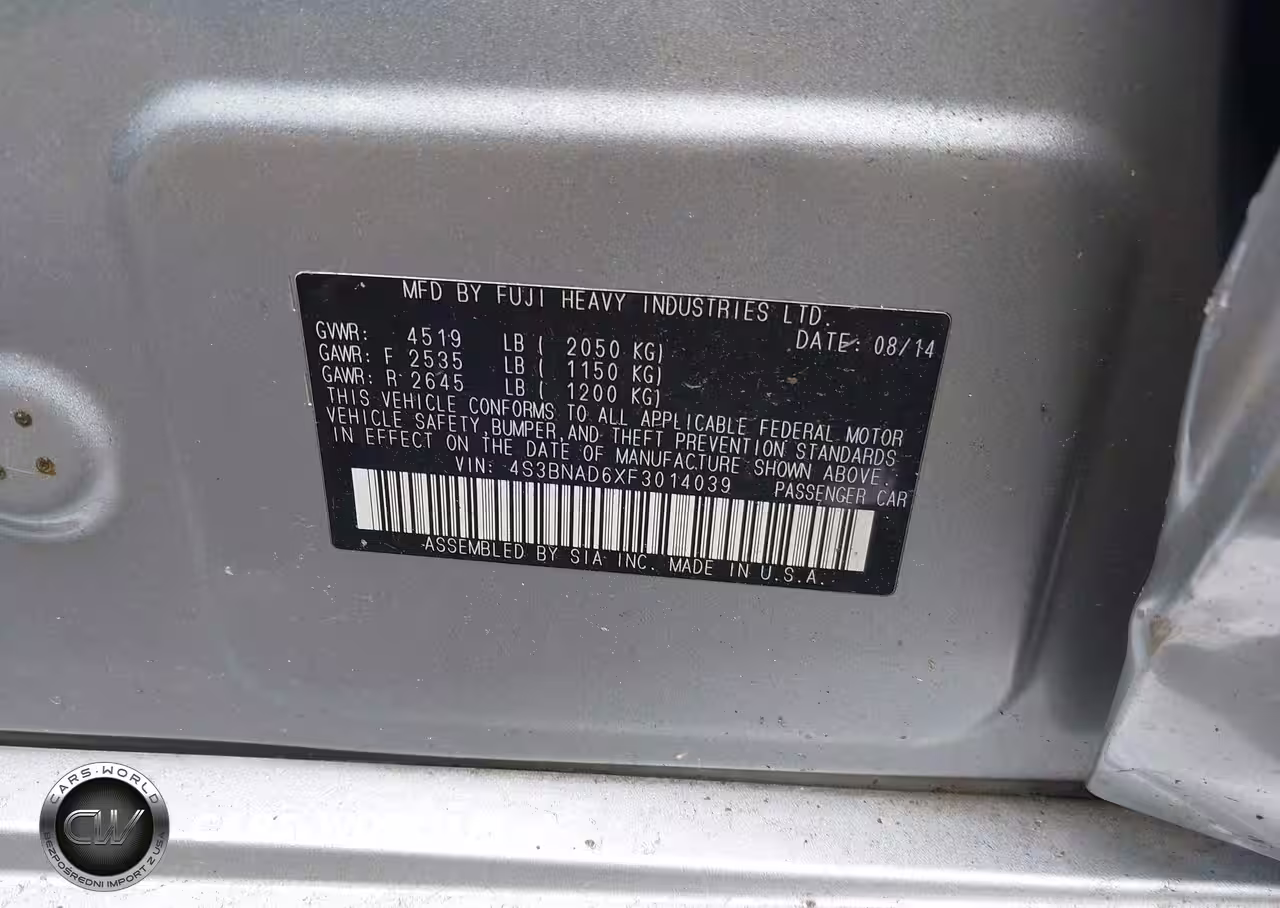 MFD BY FUJI HEAVY INDUSTRIES LTD.
DATE: 08/14
GVWR: 4519 LB ( 2050 KG)
GAWR: F 2535 LB ( 1150 KG)
GAWR: R 2645 LB ( 1200 KG)
THIS VEHICLE CONFORMS TO ALL APPLICABLE FEDERAL MOTOR
VEHICLE SAFETY, BUMPER, AND THEFT PREVENTION STANDARDS
IN EFFECT ON THE DATE OF MANUFACTURE SHOWN ABOVE.
VIN: 4S3BNAD6XF3014039 PASSENGER CAR
ASSEMBLED BY SIA INC. MADE IN U.S.A.
CARS-WORLD
CW
BEZPOŚREDNI IMPORT Z USA